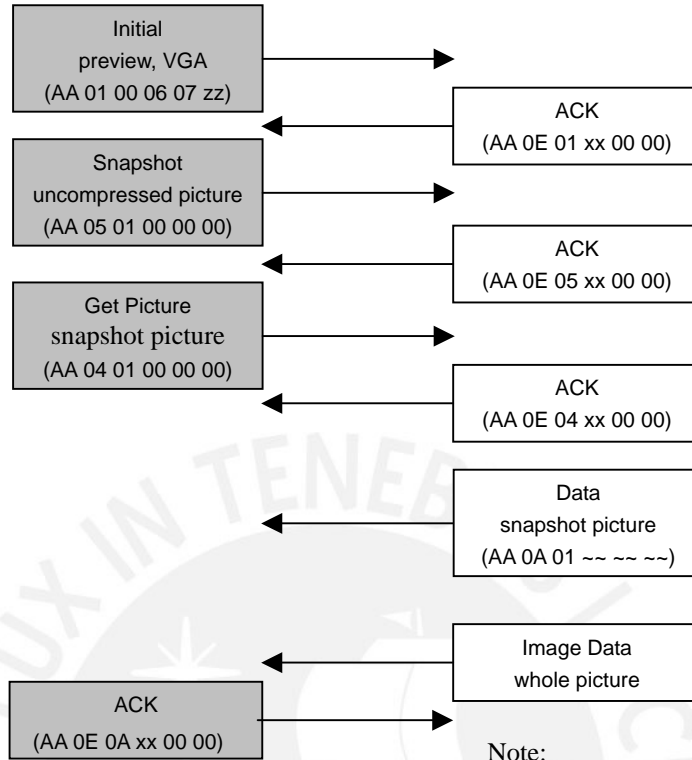 Initial
preview, VGA
(AA 01 00 06 07 zz)
ACK
(AA 0E 01 xx 00 00)
Snapshot
uncompressed picture
(AA 05 01 00 00 00)
ACK
(AA 0E 05 xx 00 00)
Get Picture
snapshot picture
(AA 04 01 00 00 00)
ACK
(AA 0E 04 xx 00 00)
Data
snapshot picture
(AA 0A 01 ~~ ~~ ~~)
Image Data
whole picture
ACK
(AA 0E 0A xx 00 00)
Note:
UX IN TENEB